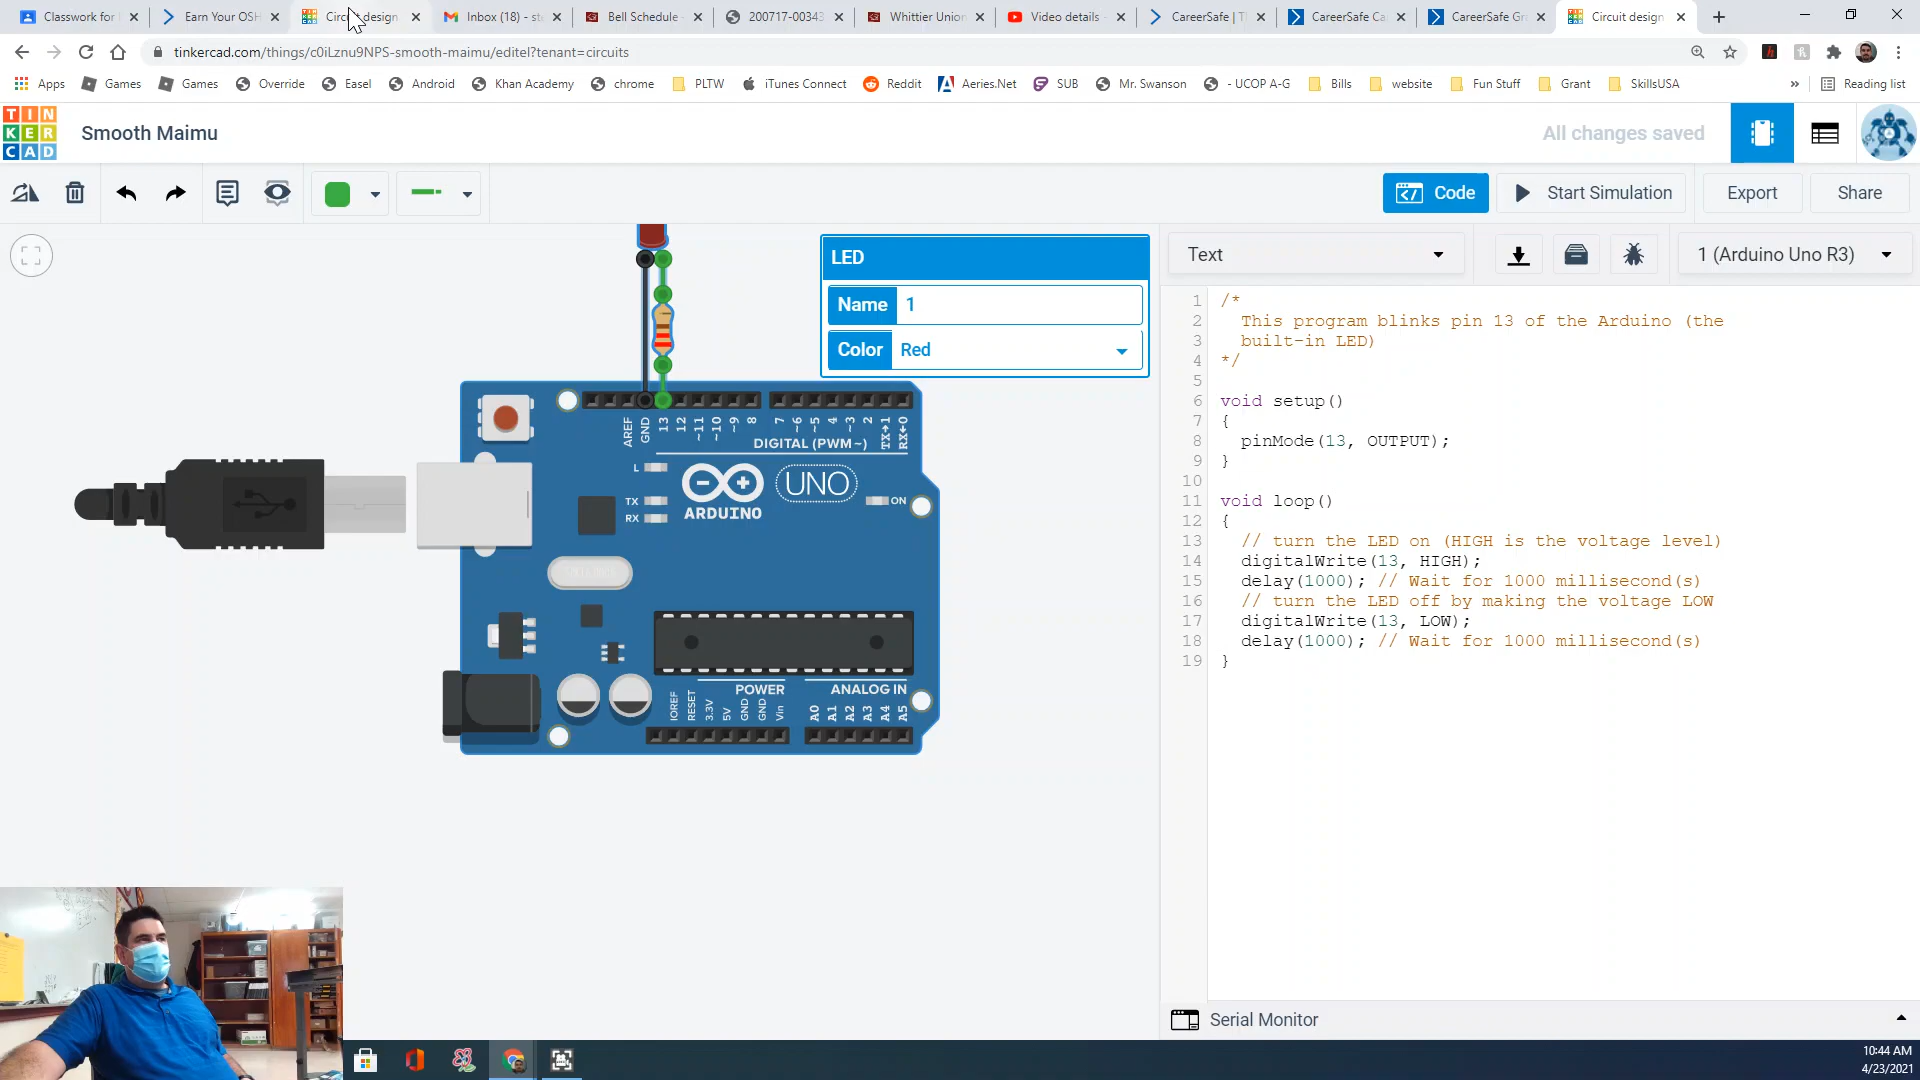 Classwork for
Earn Your OSH
Circuit design
Inbox (18) - st
Bell Schedule -
200717-00343
Whittier Union
Video details -
CareerSafe | T
CareerSafe Ca
CareerSafe Gr
Circuit design
tinkercad.com/things/c0iLznu9NPS-smooth-maimu/editel?tenant=circuits
Apps
Games
Games
Override
Easel
Android
Khan Academy
chrome
PLTW
iTunes Connect
Reddit
Aeries.Net
SUB
Mr. Swanson
- UCOP A-G
Bills
website
Fun Stuff
Grant
SkillsUSA
»
Reading list
TIN
KER
CAD
Smooth Maimu
All changes saved
Code
Start Simulation
Export
Share
LED
Name 1
Color Red
Text
1 (Arduino Uno R3)
1 /*
2 This program blinks pin 13 of the Arduino (the
3 built-in LED)
4 */
5
6 void setup()
7 {
8 pinMode(13, OUTPUT);
9 }
10
11 void loop()
12 {
13 // turn the LED on (HIGH is the voltage level)
14 digitalWrite(13, HIGH);
15 delay(1000); // Wait for 1000 millisecond(s)
16 // turn the LED off by making the voltage LOW
17 digitalWrite(13, LOW);
18 delay(1000); // Wait for 1000 millisecond(s)
19 }
AREF GND 13 12 ~11 ~10 ~9 8 7 ~6 ~5 4 ~3 2 TX→1 RX←0
DIGITAL (PWM~)
L
TX
RX
ARDUINO
UNO
ON
POWER
ANALOG IN
IOREF RESET 3.3V 5V GND GND Vin A0 A1 A2 A3 A4 A5
Serial Monitor
10:44 AM
4/23/2021